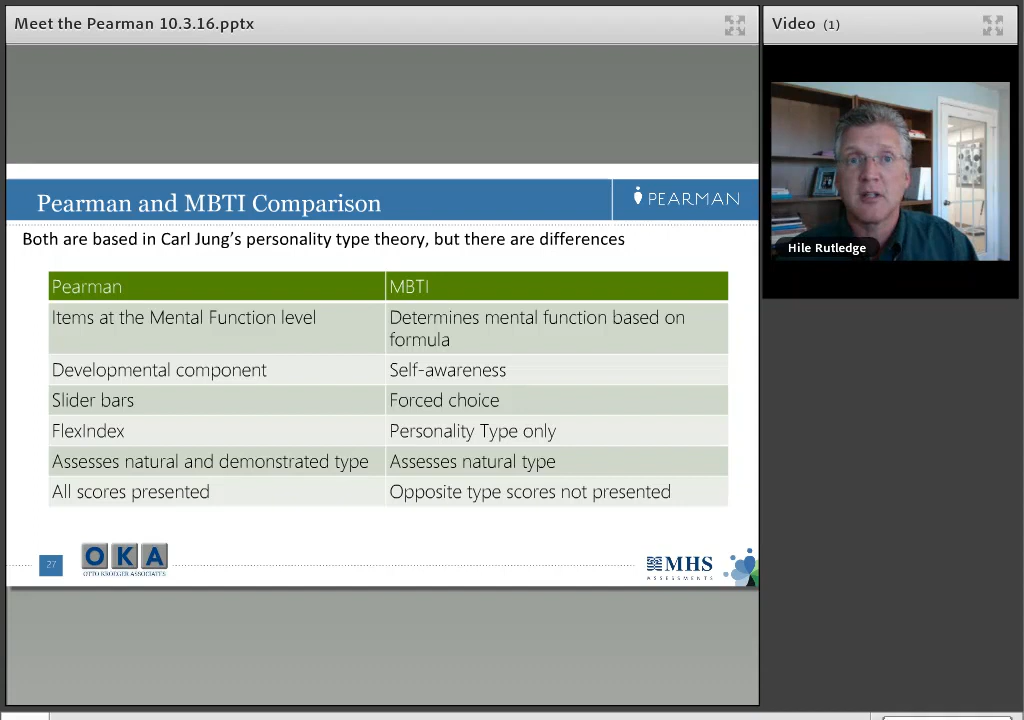 Meet the Pearman 10.3.16.pptx
Video (1)
Pearman and MBTI Comparison
PEARMAN
Both are based in Carl Jung's personality type theory, but there are differences
Pearman
MBTI
Items at the Mental Function level
Determines mental function based on
formula
Developmental component
Self-awareness
Slider bars
Forced choice
FlexIndex
Personality Type only
Assesses natural and demonstrated type
Assesses natural type
All scores presented
Opposite type scores not presented
27
OKA
OTTO KROEGER ASSOCIATES
MHS
ASSESSMENTS
Hile Rutledge